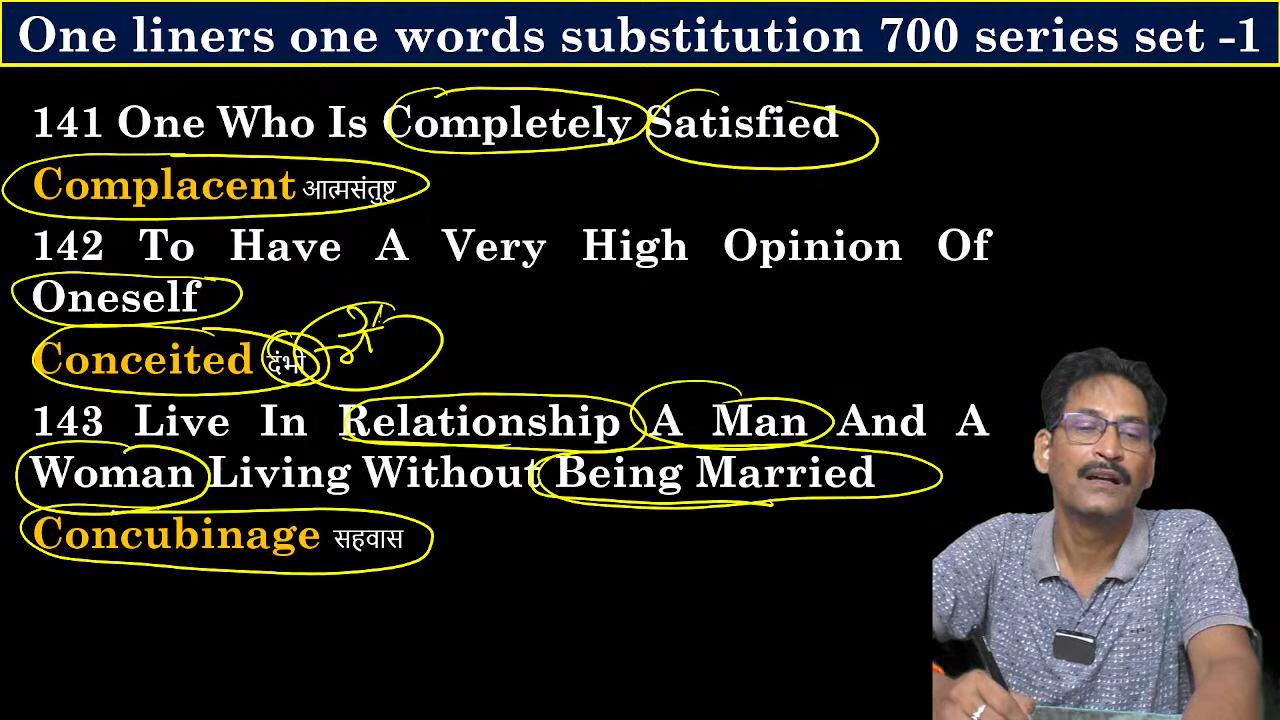 One liners one words substitution 700 series set -1
141 One Who Is Completely Satisfied
Complacent आत्मसंतुष्ट
142 To Have A Very High Opinion Of
Oneself
Conceited दंभी
143 Live In Relationship A Man And A
Woman Living Without Being Married
Concubinage सहवास